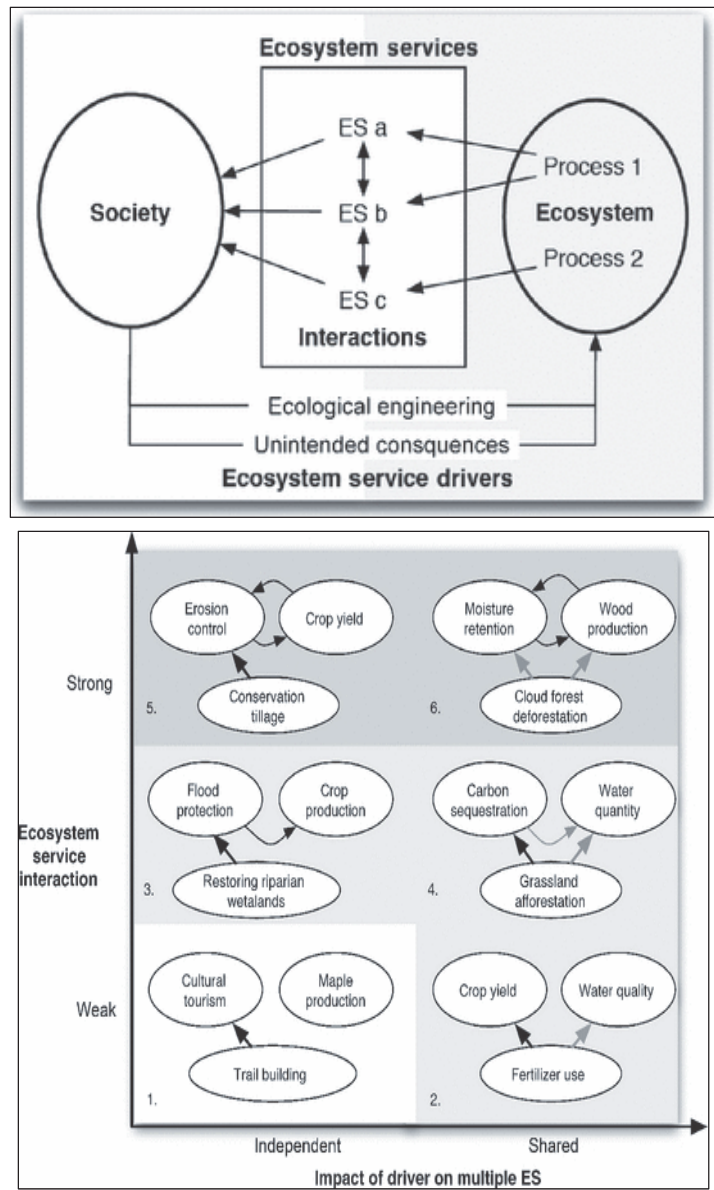 Ecosystem services
ES a
Process 1
Society
ES b
Ecosystem
Process 2
ES c
Interactions
Ecological engineering
Unintended consquences
Ecosystem service drivers
Strong
Erosion
control
Crop yield
Conservation
tillage
5.
Moisture
retention
Wood
production
Cloud forest
deforestation
6.
Ecosystem
service
interaction
Flood
protection
Crop
production
Restoring riparian
wetalands
3.
Carbon
sequestration
Water
quantity
Grassland
afforestation
4.
Weak
Cultural
tourism
Maple
production
Trail building
1.
Crop yield
Water quality
Fertilizer use
2.
Independent
Shared
Impact of driver on multiple ES